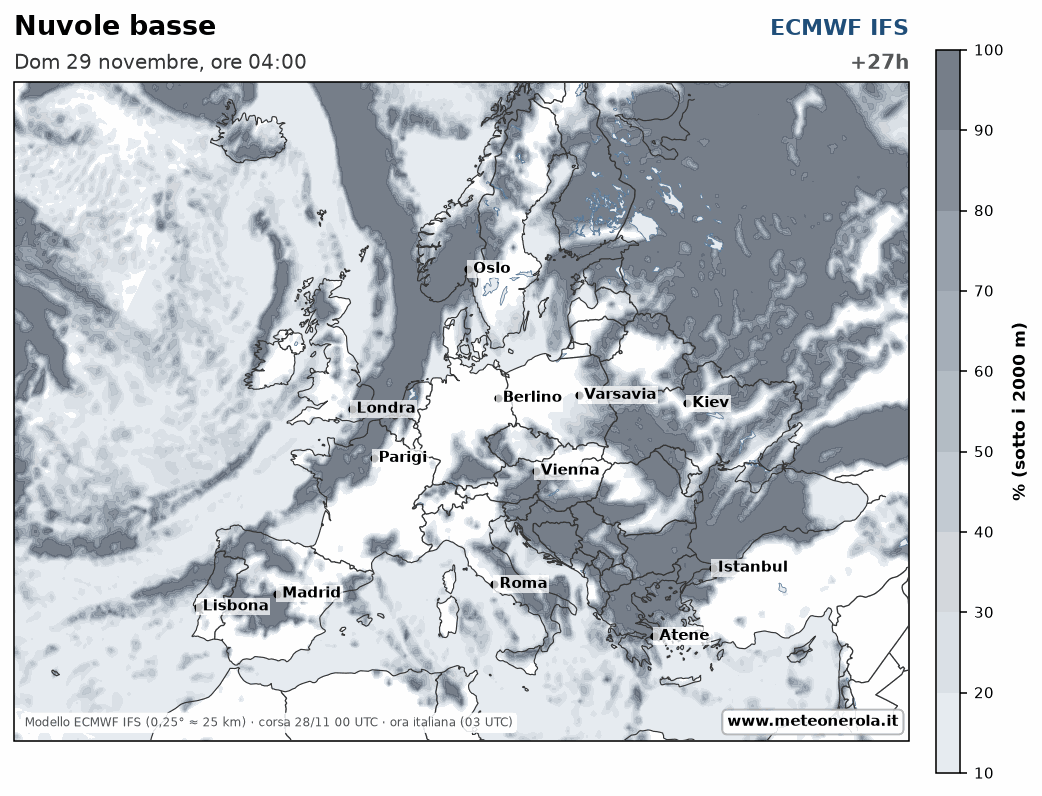 Nuvole basse
ECMWF IFS
Dom 29 novembre, ore 04:00
+27h
100
90
80
70
60
50
40
30
20
10
% (sotto i 2000 m)
Oslo
Londra
Berlino
Varsavia
Kiev
Parigi
Vienna
Istanbul
Roma
Madrid
Lisbona
Atene
Modello ECMWF IFS (0,25° ≈ 25 km) · corsa 28/11 00 UTC · ora italiana (03 UTC)
www.meteonerola.it